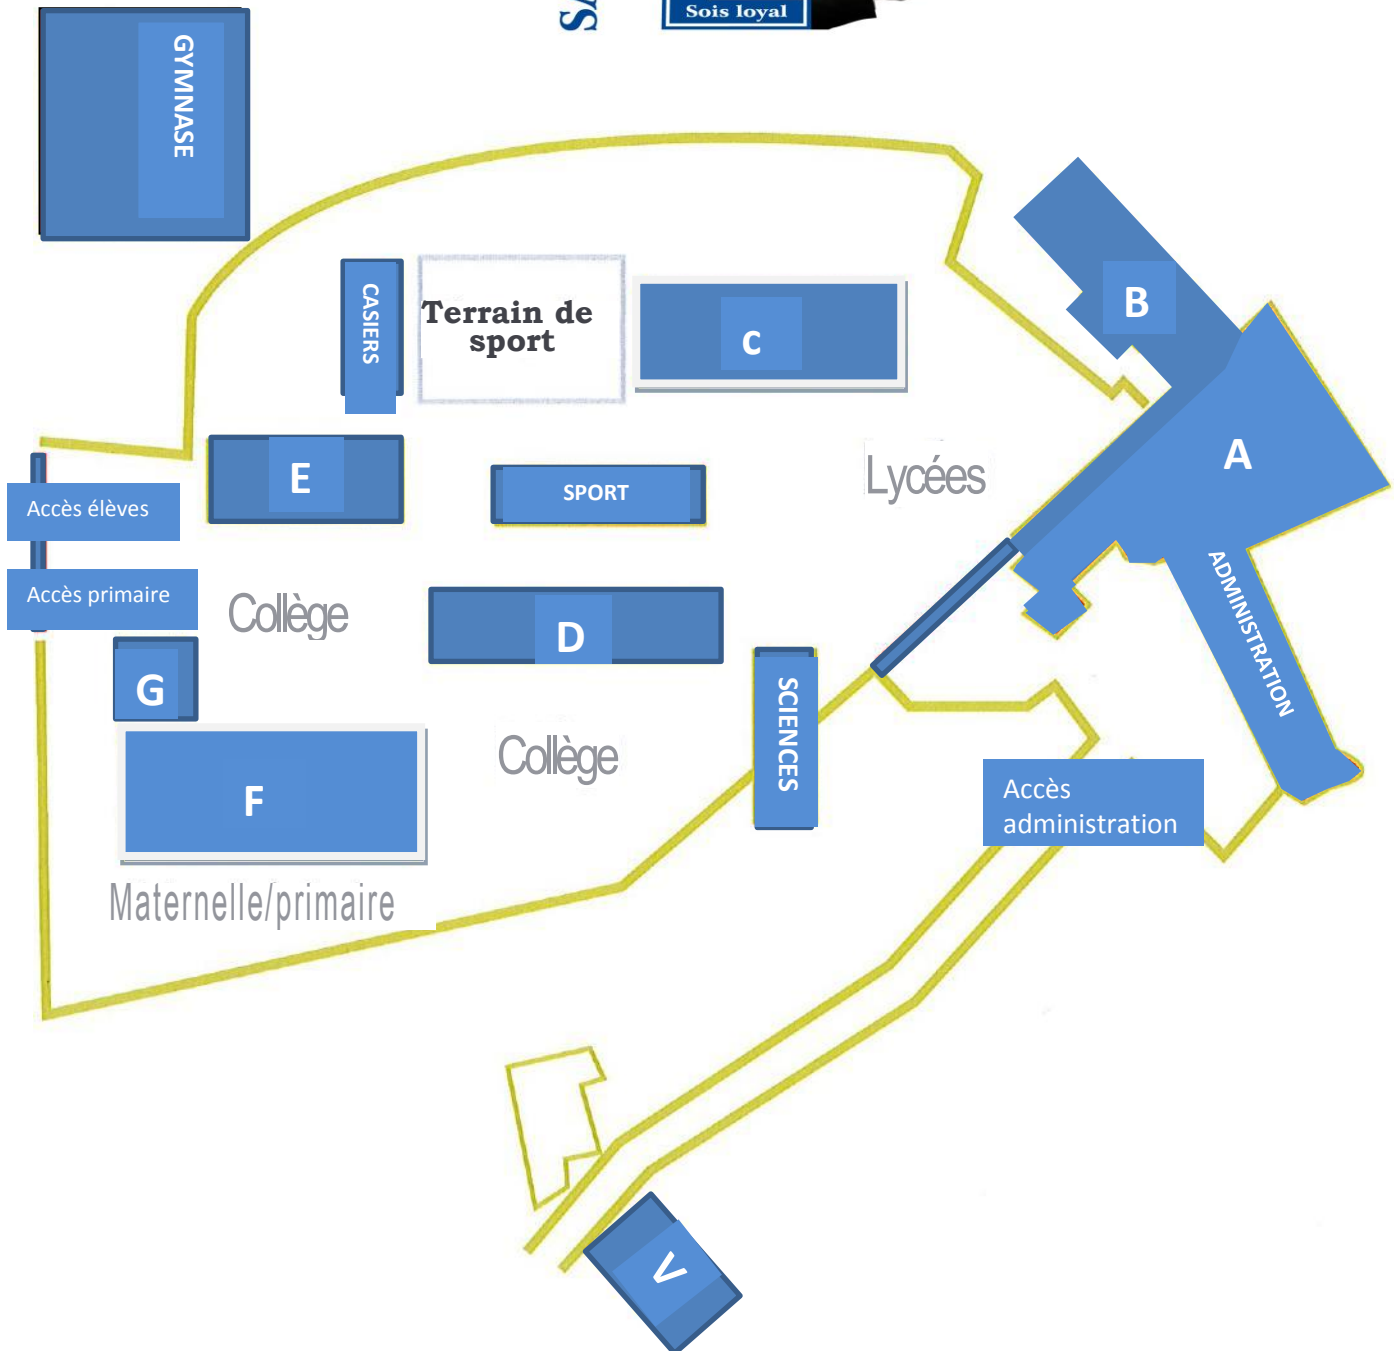 Sois loyal
GYMNASE
B
CASIERS
Terrain de
sport
c
A
Lycées
E
SPORT
Accès élèves
Accès primaire
Collège
D
ADMINISTRATION
G
SCIENCES
Collège
F
Accès
administration
Maternelle/primaire
V